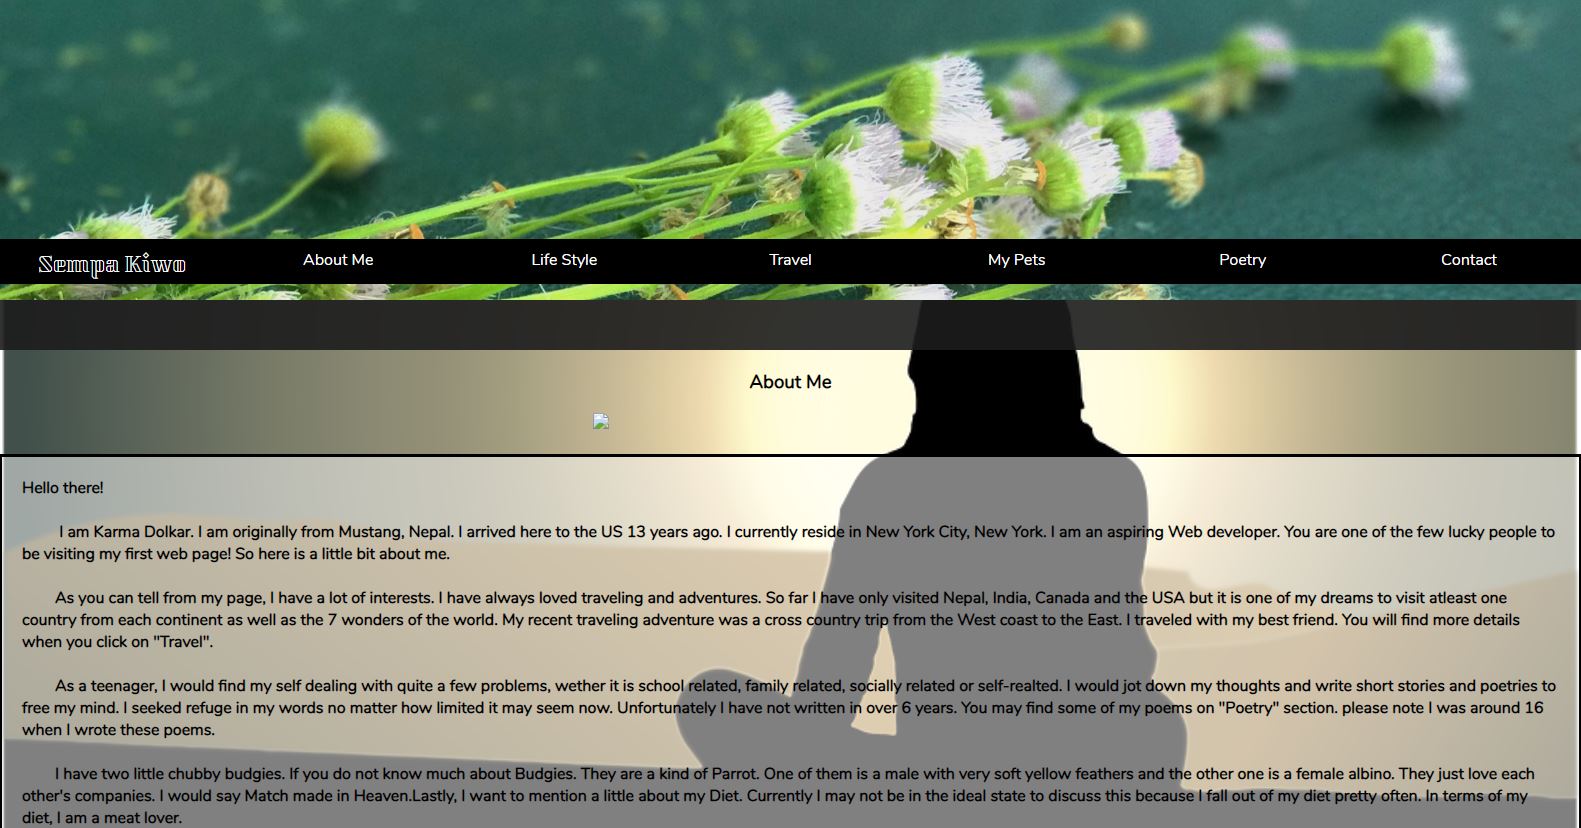 Sempa Kiwo About Me Life Style Travel My Pets Poetry Contact
About Me
Hello there!
I am Karma Dolkar. I am originally from Mustang, Nepal. I arrived here to the US 13 years ago. I currently reside in New York City, New York. I am an aspiring Web developer. You are one of the few lucky people to
be visiting my first web page! So here is a little bit about me.
As you can tell from my page, I have a lot of interests. I have always loved traveling and adventures. So far I have only visited Nepal, India, Canada and the USA but it is one of my dreams to visit atleast one
country from each continent as well as the 7 wonders of the world. My recent traveling adventure was a cross country trip from the West coast to the East. I traveled with my best friend. You will find more details
when you click on "Travel".
As a teenager, I would find my self dealing with quite a few problems, wether it is school related, family related, socially related or self-realted. I would jot down my thoughts and write short stories and poetries to
free my mind. I seeked refuge in my words no matter how limited it may seem now. Unfortunately I have not written in over 6 years. You may find some of my poems on "Poetry" section. please note I was around 16
when I wrote these poems.
I have two little chubby budgies. If you do not know much about Budgies. They are a kind of Parrot. One of them is a male with very soft yellow feathers and the other one is a female albino. They just love each
other's companies. I would say Match made in Heaven.Lastly, I want to mention a little about my Diet. Currently I may not be in the ideal state to discuss this because I fall out of my diet pretty often. In terms of my
diet, I am a meat lover.